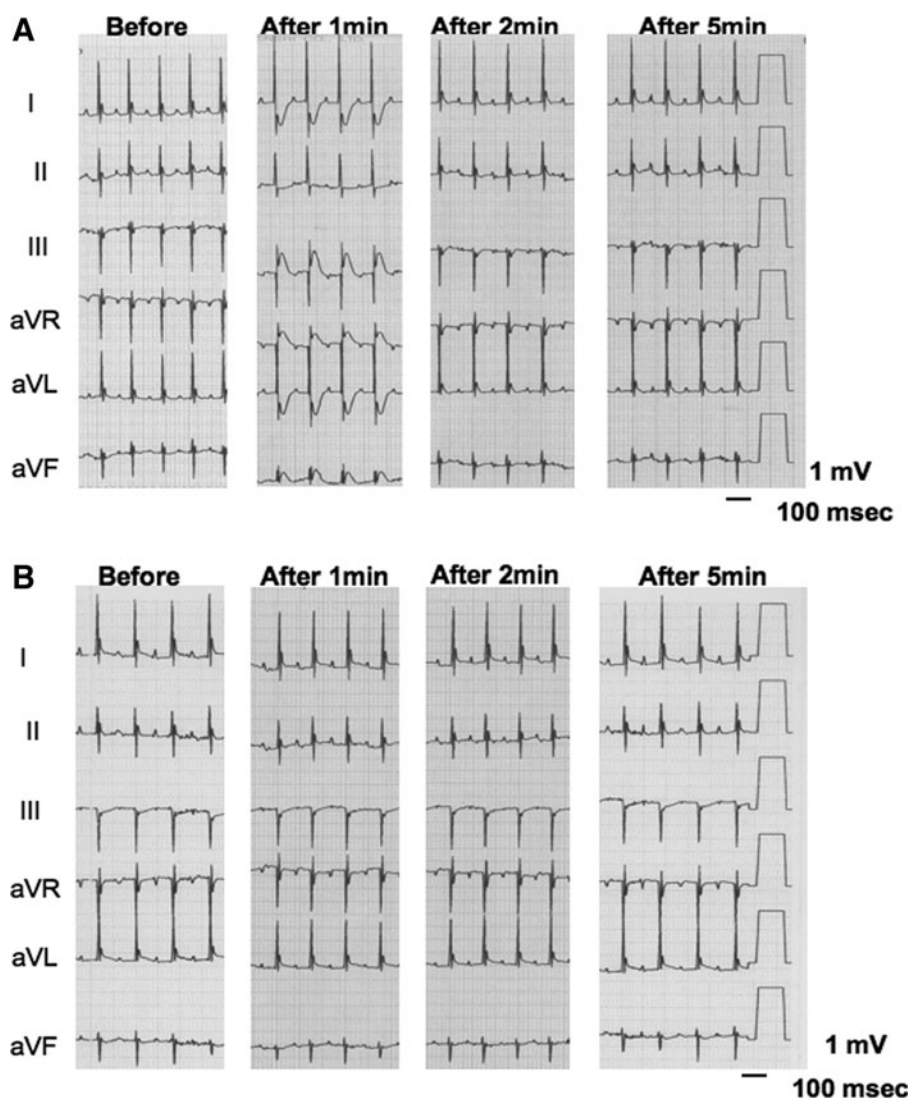 A
Before After 1min After 2min After 5min
I
II
III
aVR
aVL
aVF
1 mV
100 msec
B
Before After 1min After 2min After 5min
I
II
III
aVR
aVL
aVF
1 mV
100 msec